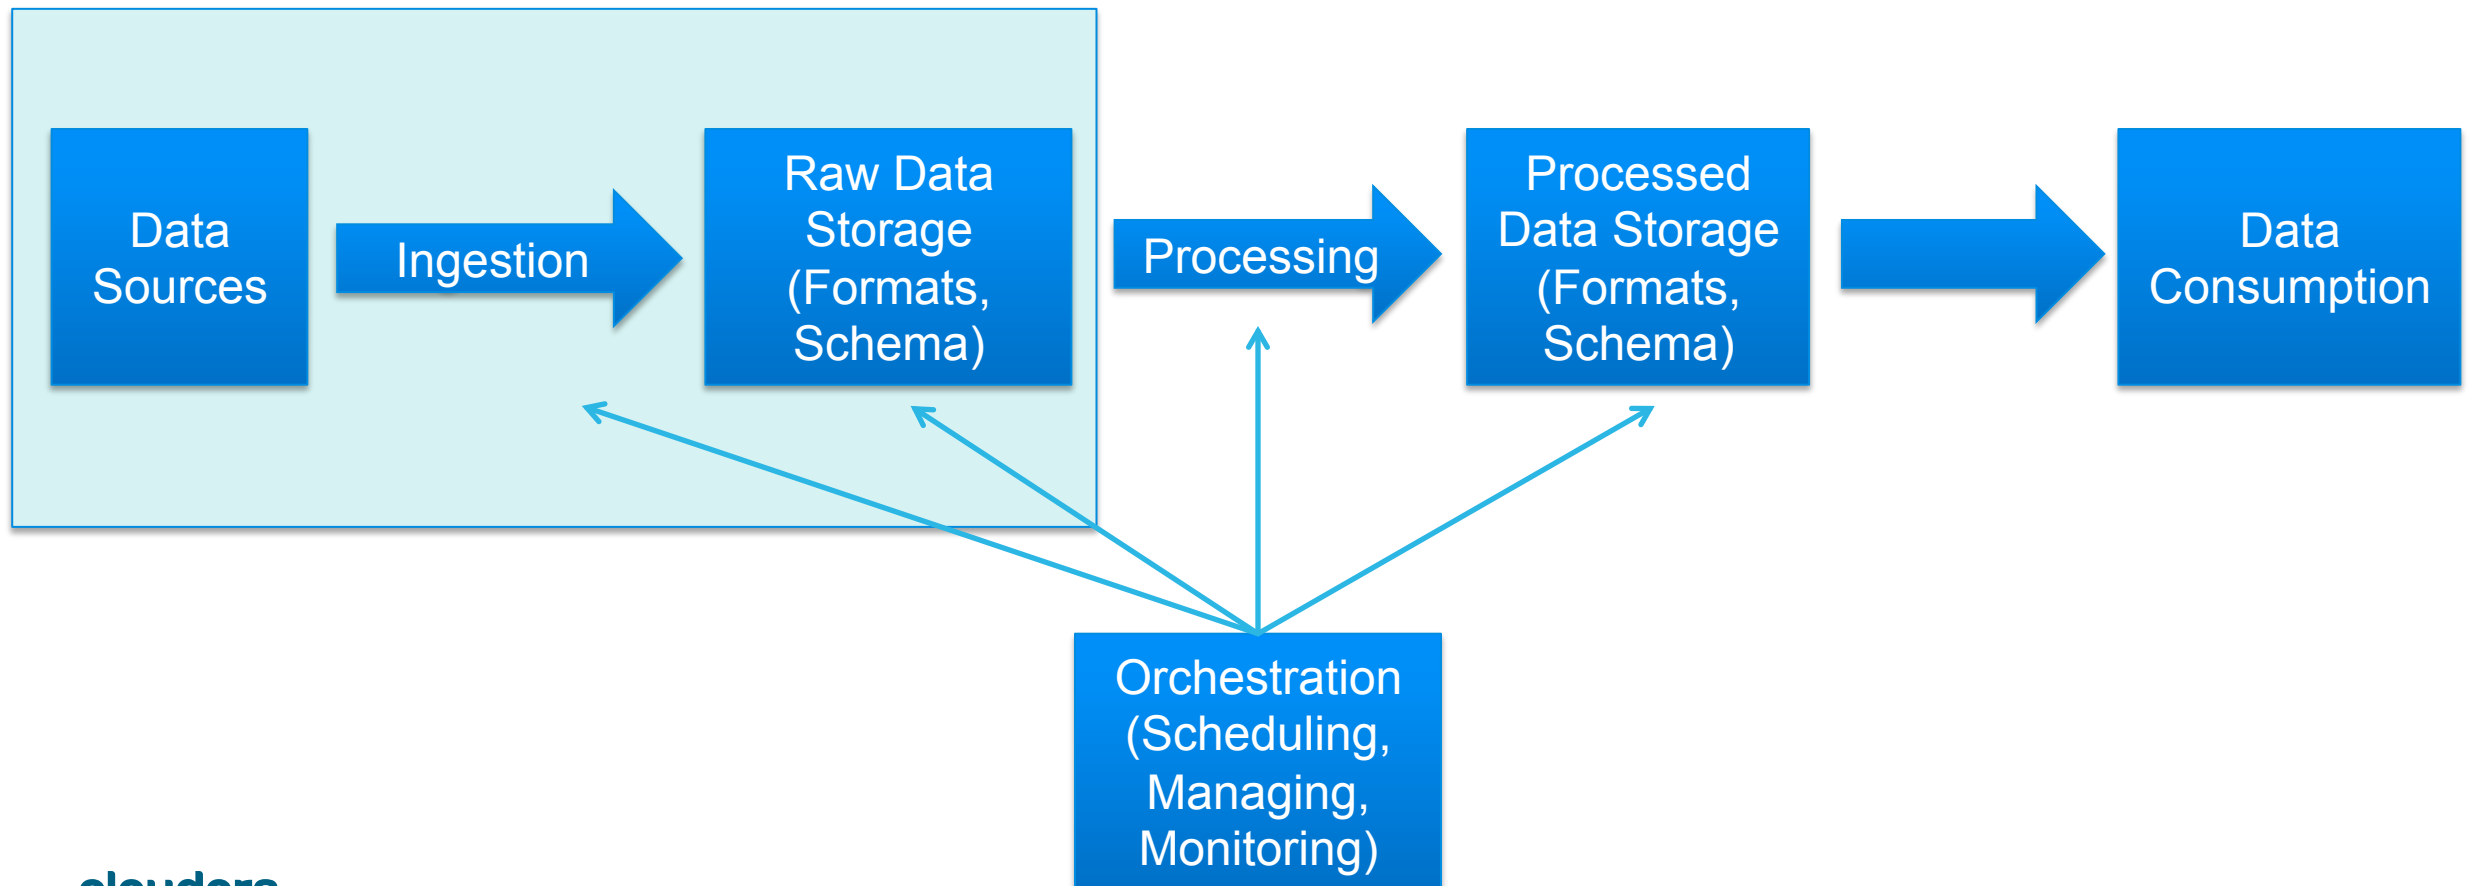 Data
Sources
Ingestion
Raw Data
Storage
(Formats,
Schema)
Processing
Processed
Data Storage
(Formats,
Schema)
Data
Consumption
Orchestration
(Scheduling,
Managing,
Monitoring)
cloudera